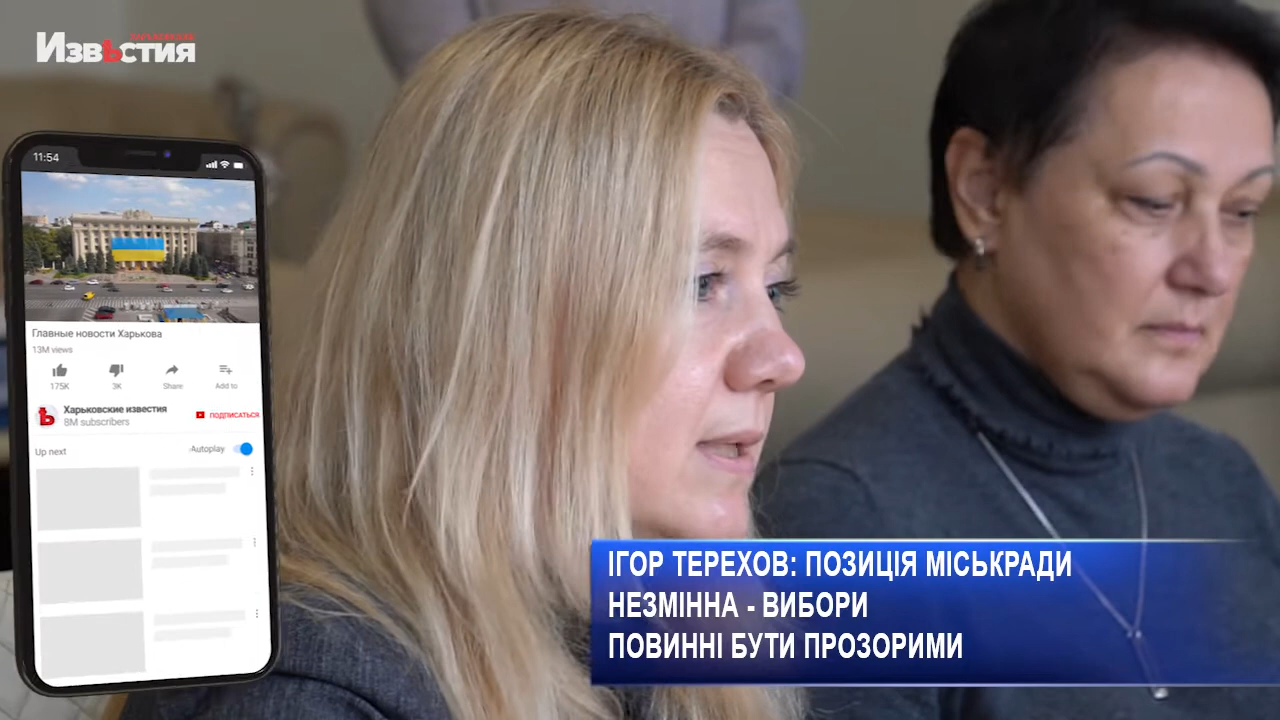 ХАРЬКОВСКИЕ
ИзвЪстия
11:54
Главные новости Харькова
13M views
175K
3K
Share
Add to
Ъ
Харьковские известия
8M subscribers
ПОДПИСАТЬСЯ
Up next
Autoplay
ІГОР ТЕРЕХОВ: ПОЗИЦІЯ МІСЬКРАДИ
НЕЗМІННА - ВИБОРИ
ПОВИННІ БУТИ ПРОЗОРИМИ